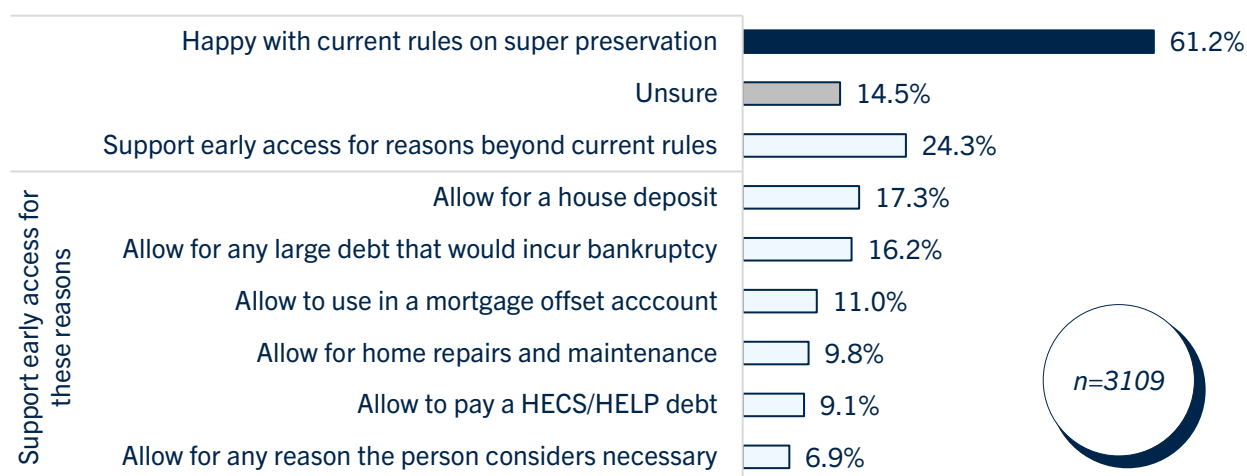 Happy with current rules on super preservation 61.2%
Unsure 14.5%
Support early access for reasons beyond current rules 24.3%
Support early access for
these reasons
Allow for a house deposit 17.3%
Allow for any large debt that would incur bankruptcy 16.2%
Allow to use in a mortgage offset acccount 11.0%
Allow for home repairs and maintenance 9.8%
Allow to pay a HECS/HELP debt 9.1%
Allow for any reason the person considers necessary 6.9%
n=3109